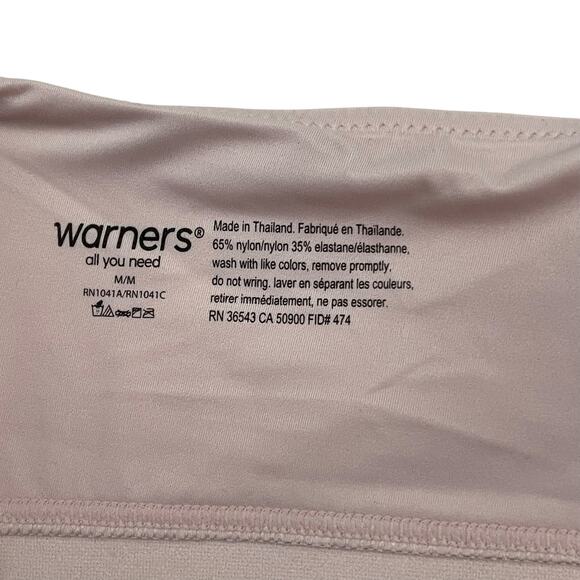 warners®
all you need
M/M
RN1041A/RN1041C
Made in Thailand. Fabriqué en Thaïlande.
65% nylon/nylon 35% elastane/élasthanne,
wash with like colors, remove promptly,
do not wring. laver en séparant les couleurs,
retirer immédiatement, ne pas essorer.
RN 36543 CA 50900 FID# 474